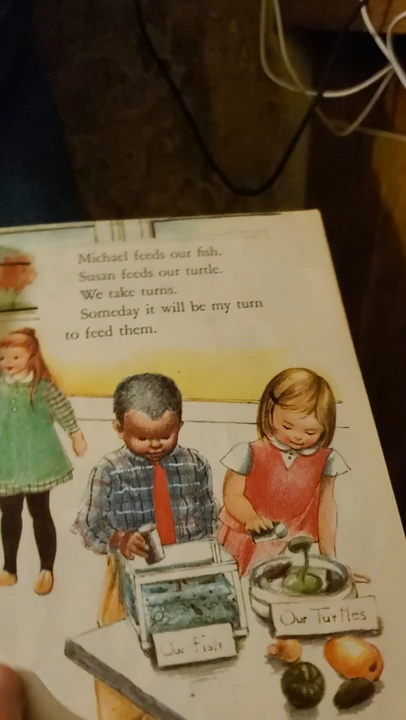 Michael feeds our fish.
Susan feeds our turtle.
We take turns.
Someday it will be my turn
to feed them.
Our Fish
Our Turtles